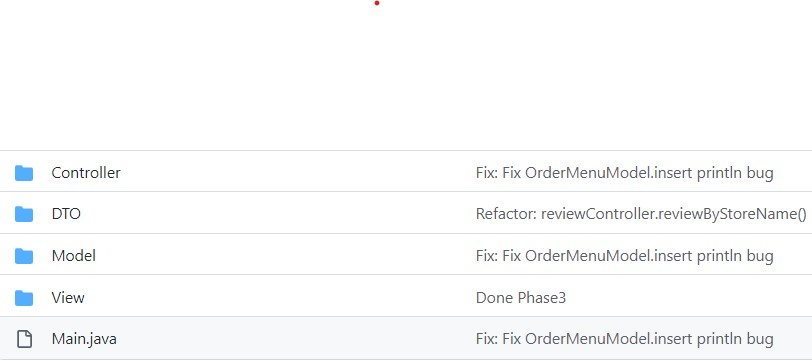 Controller Fix: Fix OrderMenuModel.insert println bug
DTO Refactor: reviewController.reviewByStoreName()
Model Fix: Fix OrderMenuModel.insert println bug
View Done Phase3
Main.java Fix: Fix OrderMenuModel.insert println bug